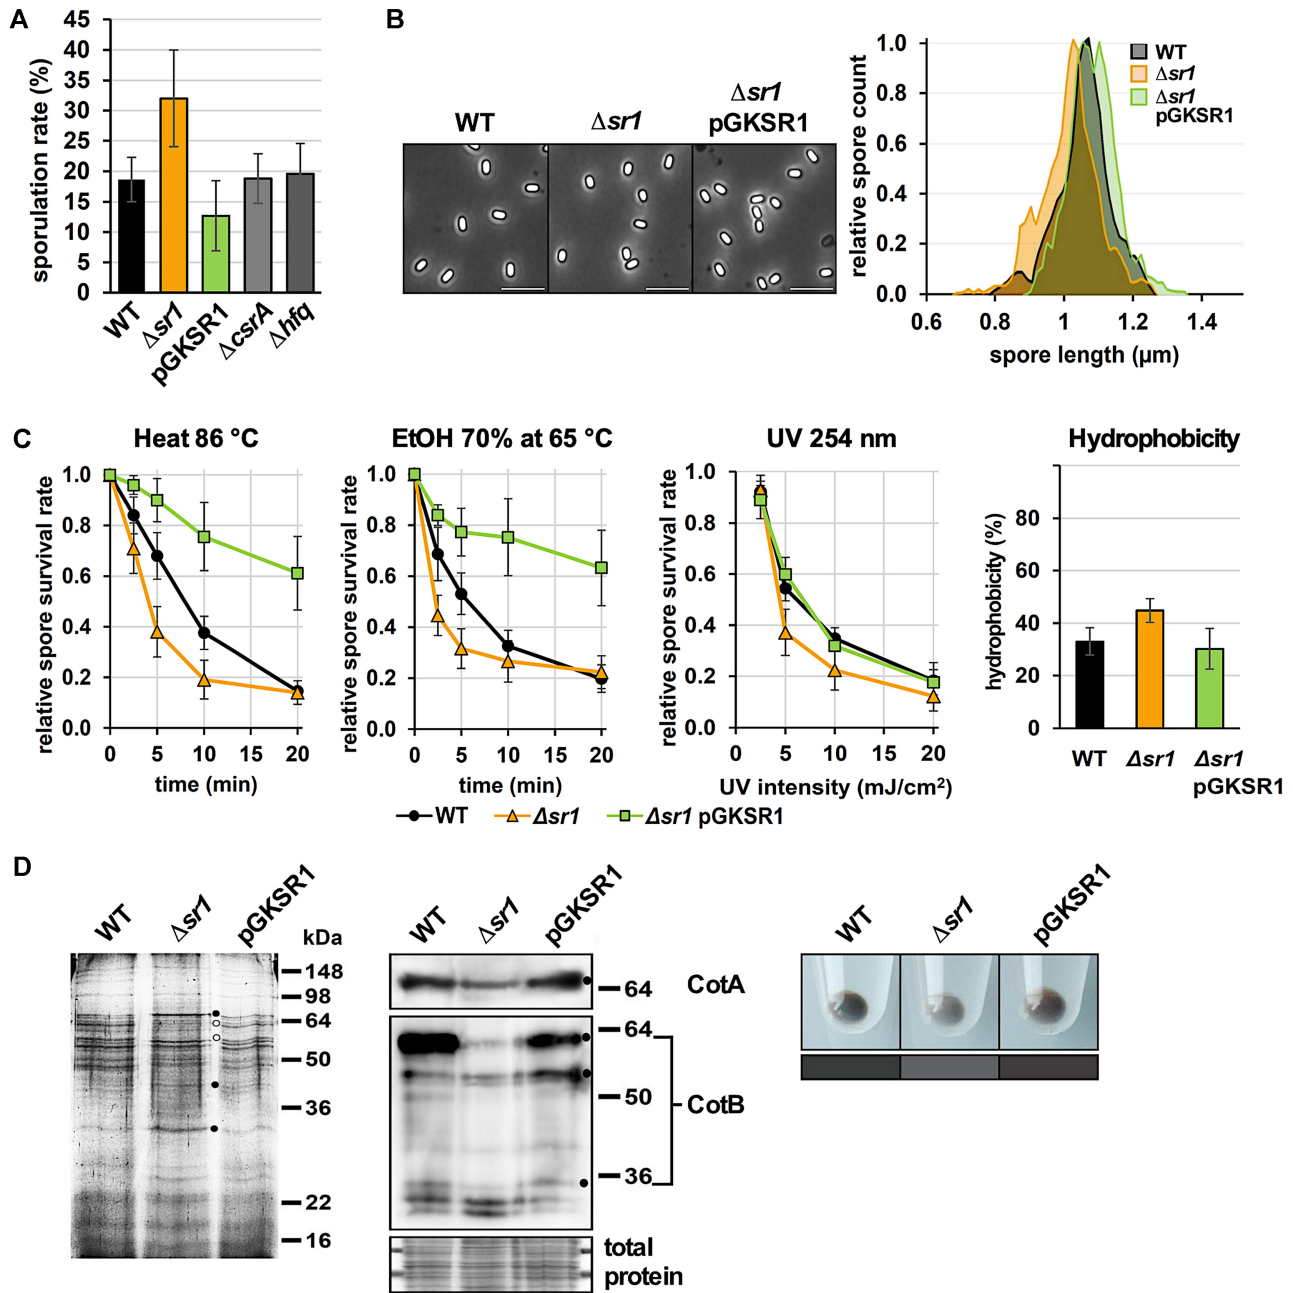 A
45
40
35
30
25
20
15
10
5
0
sporulation rate (%)
WT
Δsr1
pGKSR1
ΔcsrA
Δhfq
B
WT
Δsr1
Δsr1
pGKSR1
relative spore count
1.0
0.8
0.6
0.4
0.2
0.0
0.6
0.8
1
1.2
1.4
spore length (µm)
WT
Δsr1
Δsr1
pGKSR1
C
Heat 86 °C
relative spore survival rate
1.0
0.8
0.6
0.4
0.2
0.0
0 5 10 15 20
time (min)
EtOH 70% at 65 °C
relative spore survival rate
1.0
0.8
0.6
0.4
0.2
0.0
0 5 10 15 20
time (min)
UV 254 nm
relative spore survival rate
1.0
0.8
0.6
0.4
0.2
0.0
0 5 10 15 20
UV intensity (mJ/cm²)
Hydrophobicity
hydrophobicity (%)
80
60
40
20
0
WT
Δsr1
Δsr1
pGKSR1
WT
Δsr1
Δsr1 pGKSR1
D
WT
Δsr1
pGKSR1
kDa
148
98
64
50
36
22
16
WT
Δsr1
pGKSR1
64
CotA
64
50
36
CotB
total
protein
WT
Δsr1
pGKSR1